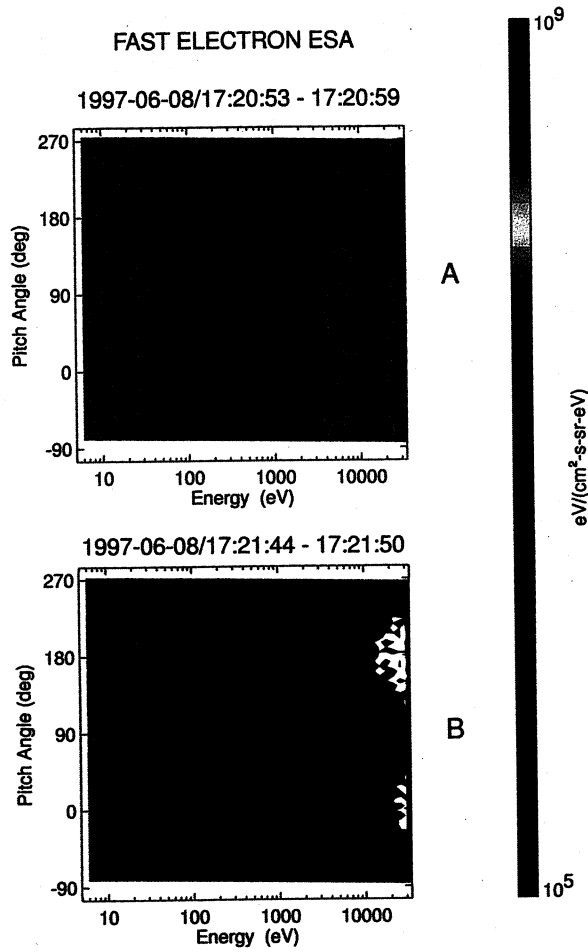 FAST ELECTRON ESA
1997-06-08/17:20:53 - 17:20:59
270
180
90
0
-90
Pitch Angle (deg)
10
100
1000
10000
Energy (eV)
A
1997-06-08/17:21:44 - 17:21:50
270
180
90
0
-90
Pitch Angle (deg)
10
100
1000
10000
Energy (eV)
B
10⁹
eV/(cm²-s-sr-eV)
10⁵